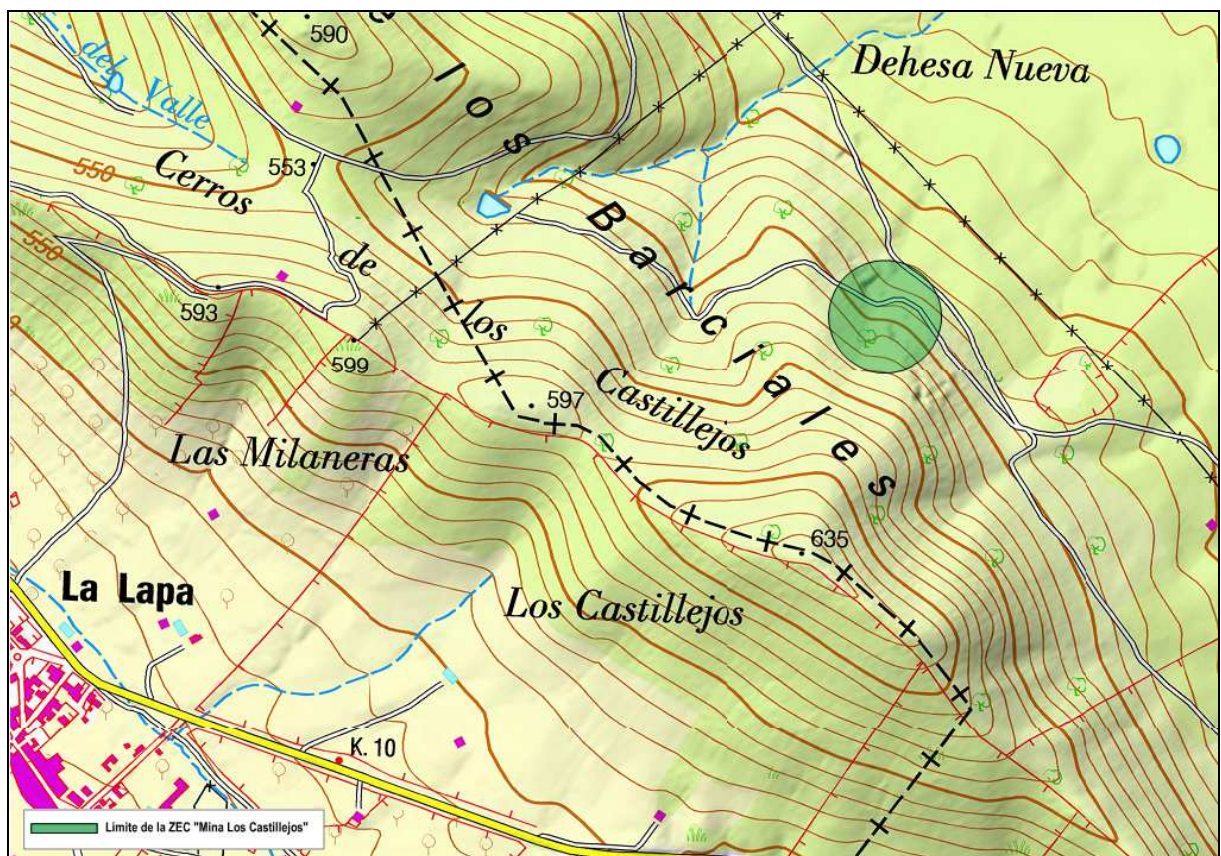 590
e los Barciales
Dehesa Nueva
del Valle
553
Cerros de los Castillejos
550
550
593
599
597
Las Milaneras
635
La Lapa
Los Castillejos
K. 10
Limite de la ZEC "Mina Los Castillejos"